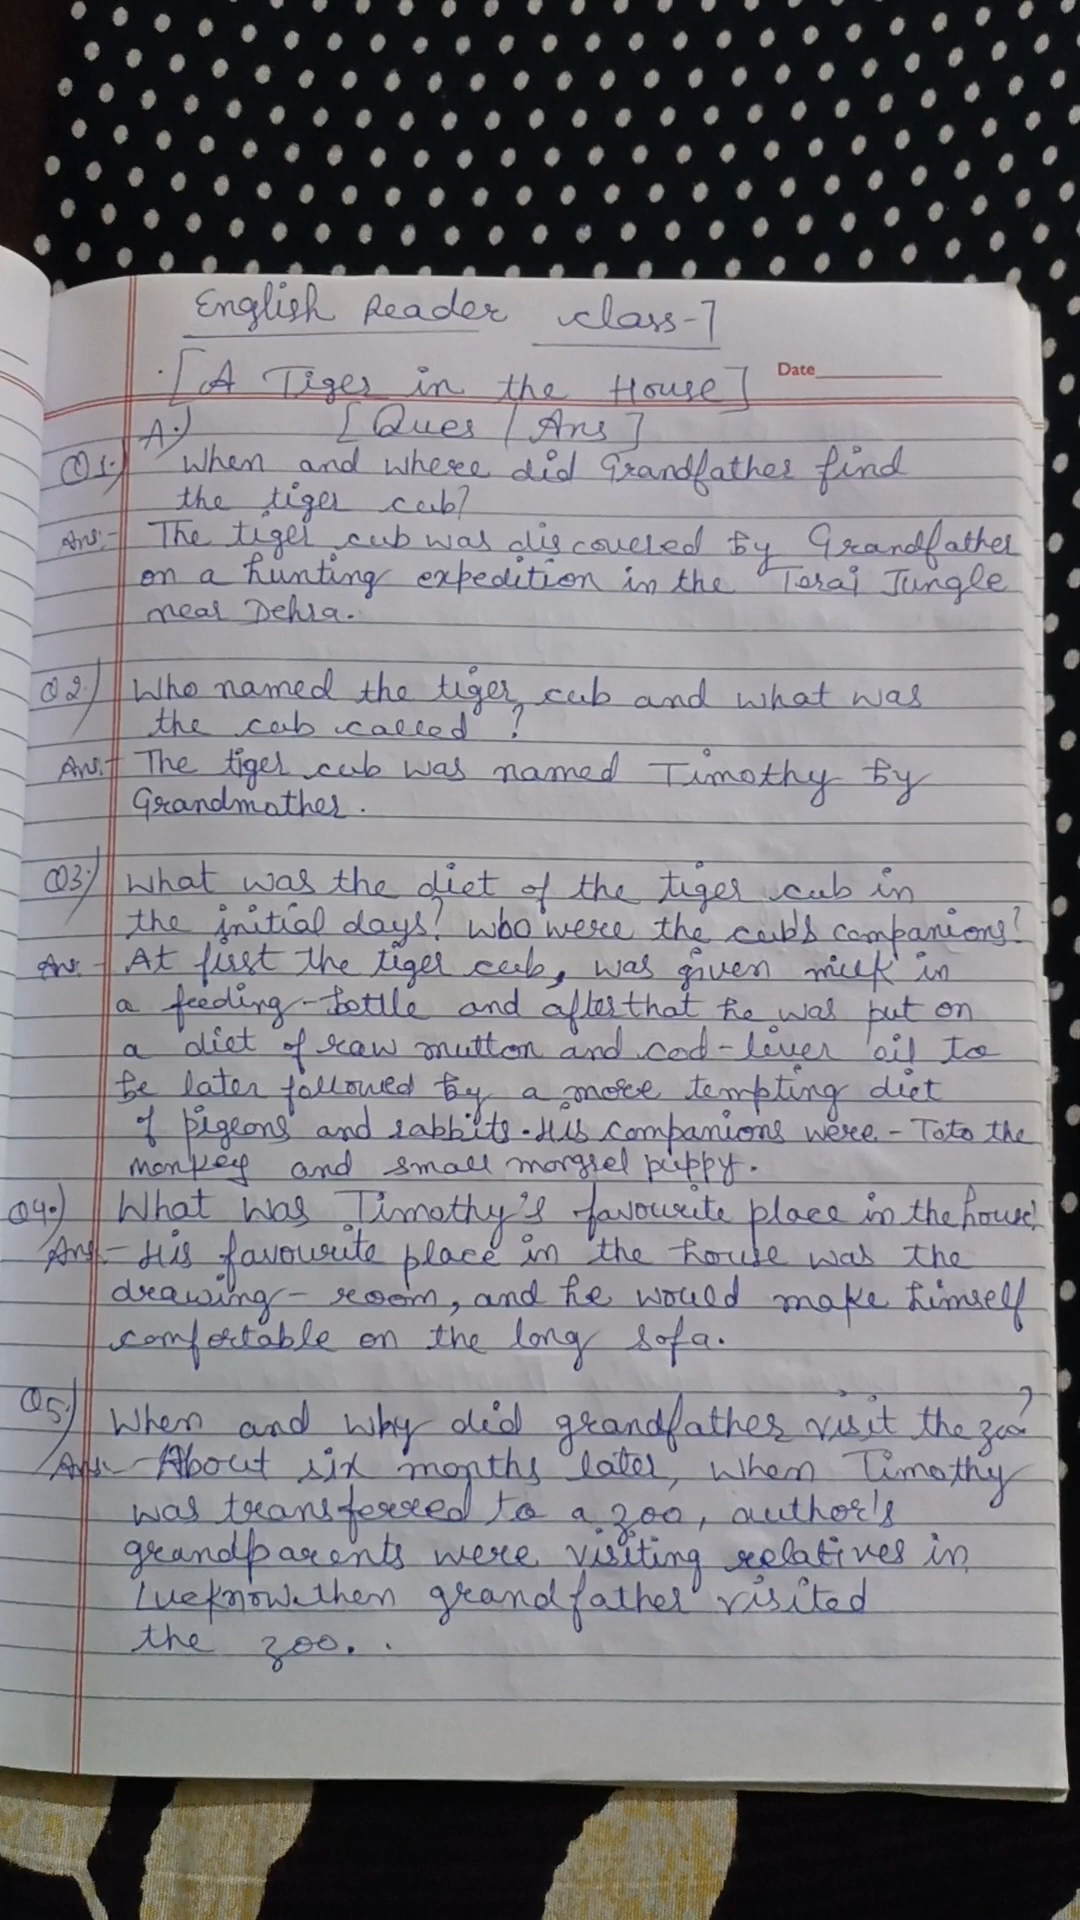 English Reader class-7
[A Tiger in the House]
Date
A.) [Ques / Ans]
Q1.) When and where did Grandfather find
the tiger cub?
Ans:- The tiger cub was discovered by Grandfather
on a hunting expedition in the Terai Jungle
near Dehra.
Q2.) Who named the tiger cub and what was
the cub called ?
Ans:- The tiger cub was named Timothy by
Grandmother.
Q3.) What was the diet of the tiger cub in
the initial days? who were the cub's companions?
Ans - At first the tiger cub, was given milk in
a feeding-bottle and after that he was put on
a diet of raw mutton and cod-liver oil to
be later followed by a more tempting diet
of pigeons and rabbits. His companions were - Toto the
monkey and small morgrel puppy.
Q4.) What was Timothy's favourite place in the house?
Ans.- His favourite place in the house was the
drawing-room, and he would make himself
comfortable on the long sofa.
Q5.) When and why did grandfather visit the zoo?
Ans.- About six months later, when Timothy
was transferred to a zoo, author's
grandparents were visiting relatives in
Lucknow. then grandfather visited
the zoo..